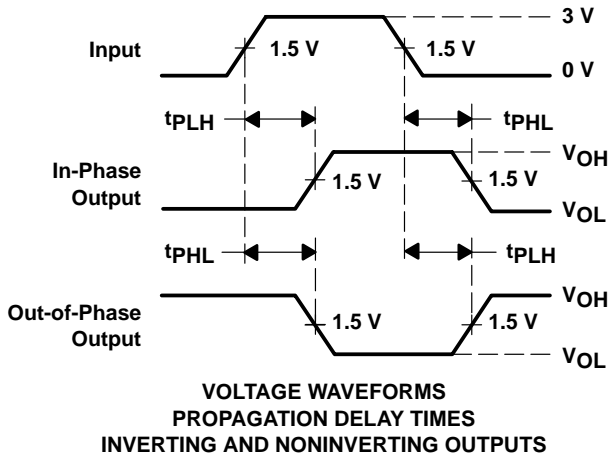 3 V
Input
1.5 V
1.5 V
0 V
tPLH
tPHL
VOH
In-Phase
Output
1.5 V
1.5 V
VOL
tPHL
tPLH
VOH
Out-of-Phase
Output
1.5 V
1.5 V
VOL
VOLTAGE WAVEFORMS
PROPAGATION DELAY TIMES
INVERTING AND NONINVERTING OUTPUTS